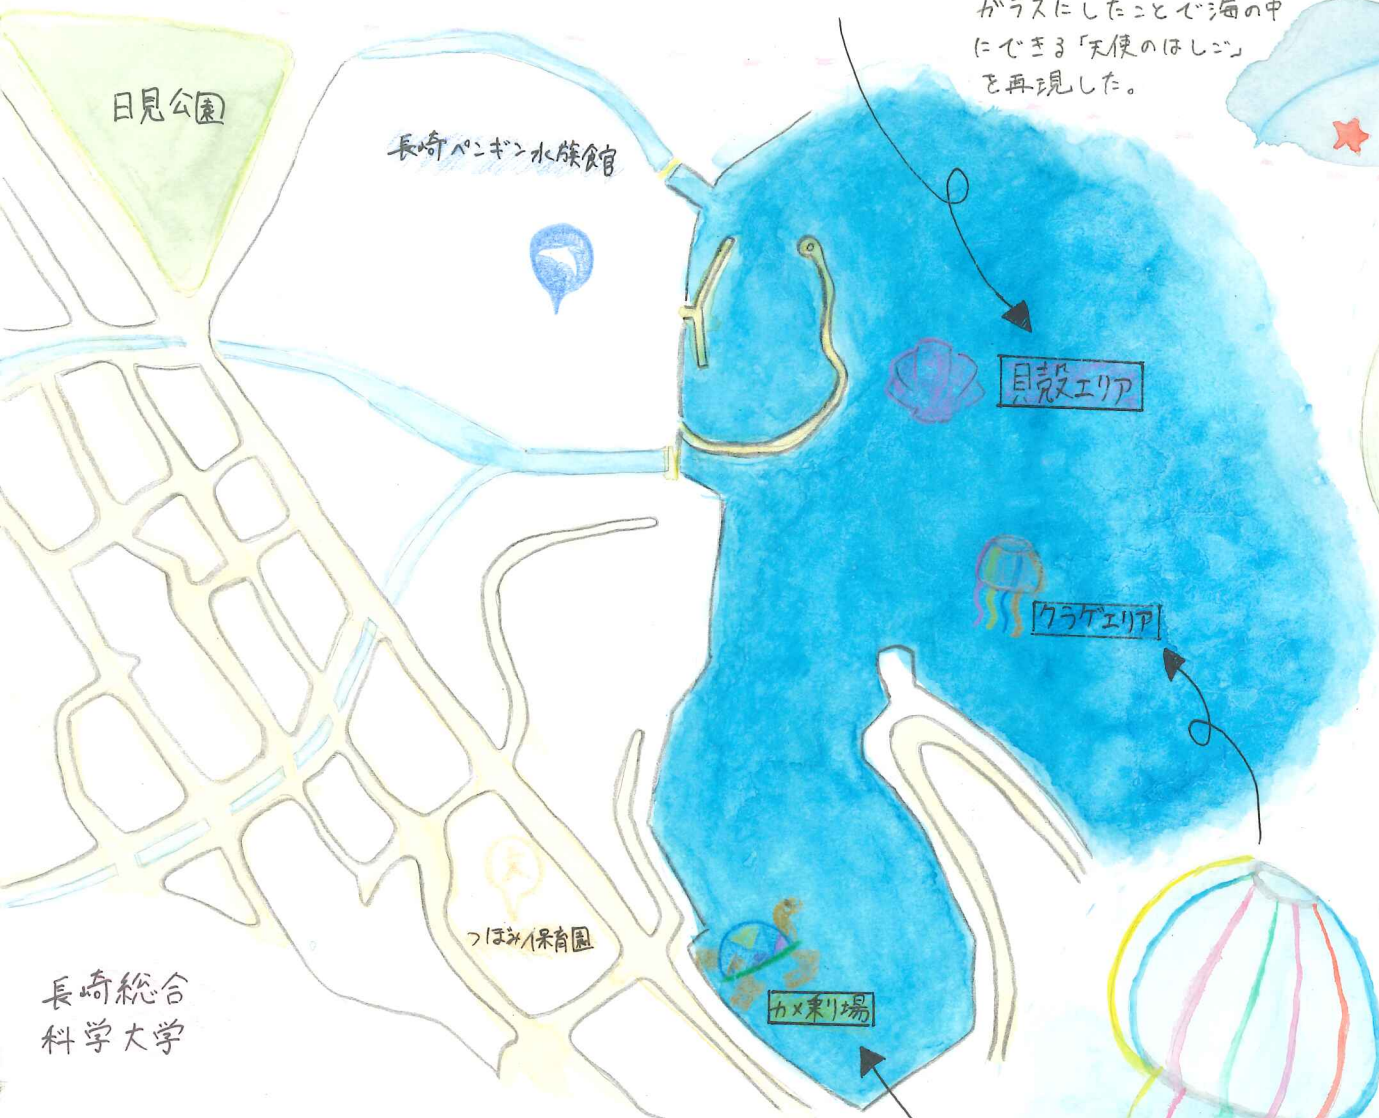 ガラスにしたことで海の中
にできる「天使のはしご」
を再現した。
日見公園
長崎ペンギン水族館
貝殻エリア
クラゲエリア
つぼみ保育園
長崎総合
科学大学
カメ乗り場